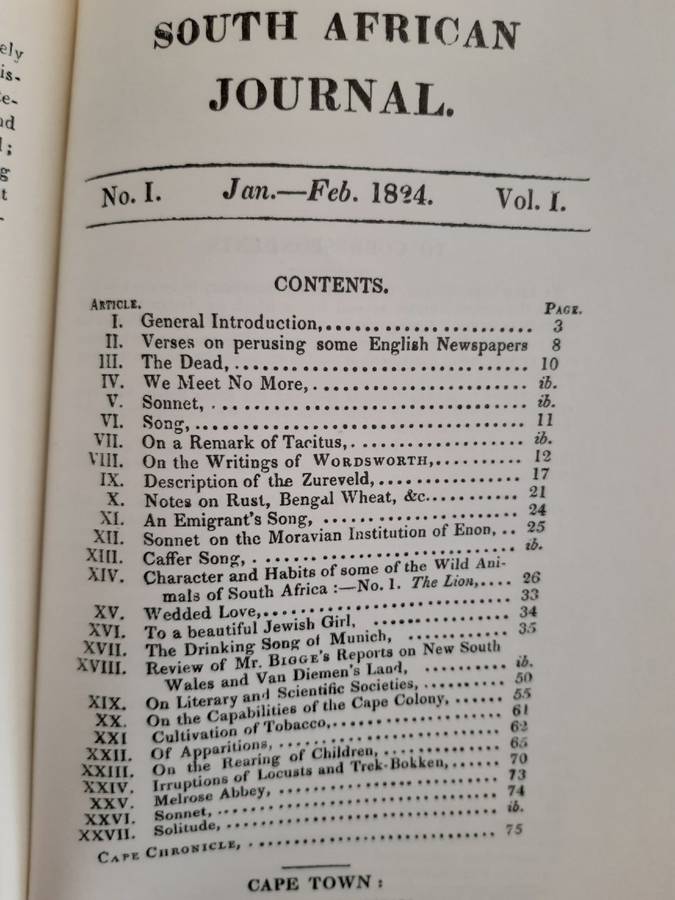 ely
is-
te-
nd
l ;
g
t
-
SOUTH AFRICAN
JOURNAL.
No. I. Jan.—Feb. 1824. Vol. I.
CONTENTS.
ARTICLE. PAGE.
I. General Introduction,........................ 3
II. Verses on perusing some English Newspapers 8
III. The Dead,................................ 10
IV. We Meet No More,........................ ib.
V. Sonnet,.................................. ib.
VI. Song,.................................... 11
VII. On a Remark of Tacitus,.................. ib.
VIII. On the Writings of WORDSWORTH,.......... 12
IX. Description of the Zureveld,................ 17
X. Notes on Rust, Bengal Wheat, &c........... 21
XI. An Emigrant's Song, .................... 24
XII. Sonnet on the Moravian Institution of Enon, .. 25
XIII. Caffer Song,............................ ib.
XIV. Character and Habits of some of the Wild Ani-
mals of South Africa :—No. 1. The Lion,.... 26
XV. Wedded Love,.......................... 33
XVI. To a beautiful Jewish Girl, .............. 34
XVII. The Drinking Song of Munich, .......... 35
XVIII. Review of Mr. BIGGE's Reports on New South
Wales and Van Diemen's Land, .......... ib.
XIX. On Literary and Scientific Societies,.......... 50
XX. On the Capabilities of the Cape Colony,...... 55
XXI Cultivation of Tobacco,.................. 61
XXII. Of Apparitions,........................ 62
XXIII. On the Rearing of Children, .............. 65
XXIV. Irruptions of Locusts and Trek-Bokken,...... 70
XXV. Melrose Abbey,........................ 73
XXVI. Sonnet,.............................. 74
XXVII. Solitude,............................ ib.
CAPE CHRONICLE, .......................... 75
CAPE TOWN :